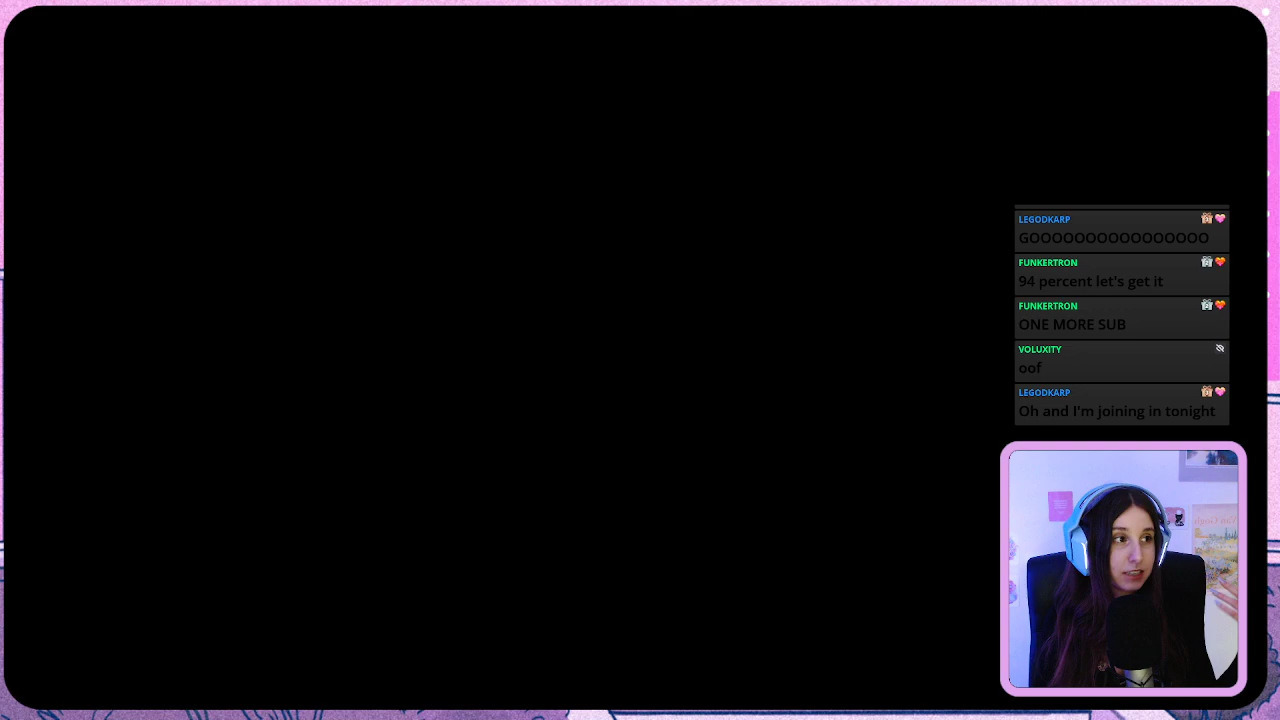 LEGODKARP
GOOOOOOOOOOOOOOOO
FUNKERTRON
94 percent let's get it
FUNKERTRON
ONE MORE SUB
VOLUXITY
oof
LEGODKARP
Oh and I'm joining in tonight